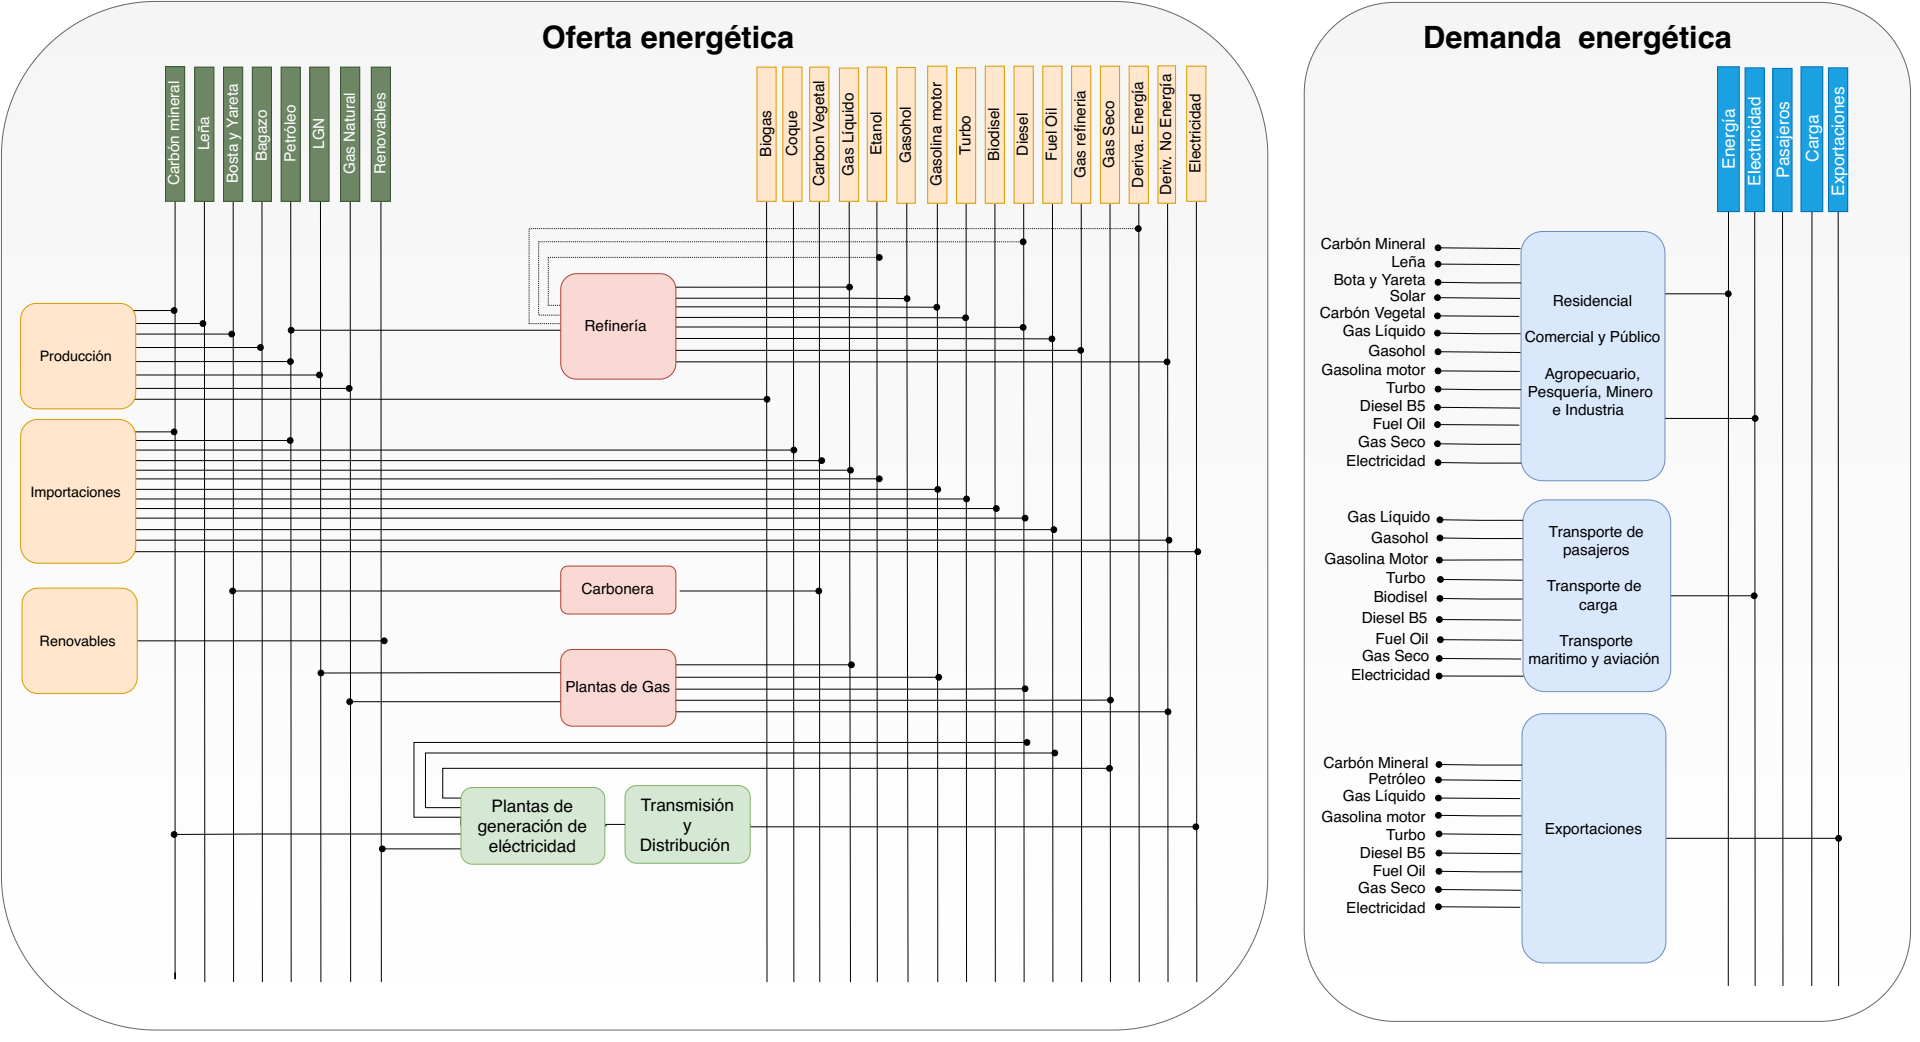 Oferta energética
Carbón mineral
Leña
Bosta y Yareta
Bagazo
Petróleo
LGN
Gas Natural
Renovables
Biogas
Coque
Carbon Vegetal
Gas Líquido
Etanol
Gasohol
Gasolina motor
Turbo
Biodisel
Diesel
Fuel Oil
Gas refineria
Gas Seco
Deriva. Energía
Deriv. No Energía
Electricidad
Refinería
Producción
Importaciones
Carbonera
Renovables
Plantas de Gas
Plantas de
generación de
eléctricidad
Transmisión
y
Distribución
Demanda energética
Energía
Electricidad
Pasajeros
Carga
Exportaciones
Carbón Mineral
Leña
Bota y Yareta
Solar
Carbón Vegetal
Gas Líquido
Gasohol
Gasolina motor
Turbo
Diesel B5
Fuel Oil
Gas Seco
Electricidad
Residencial
Comercial y Público
Agropecuario,
Pesquería, Minero
e Industria
Gas Líquido
Gasohol
Gasolina Motor
Turbo
Biodisel
Diesel B5
Fuel Oil
Gas Seco
Electricidad
Transporte de
pasajeros
Transporte de
carga
Transporte
maritimo y aviación
Carbón Mineral
Petróleo
Gas Líquido
Gasolina motor
Turbo
Diesel B5
Fuel Oil
Gas Seco
Electricidad
Exportaciones